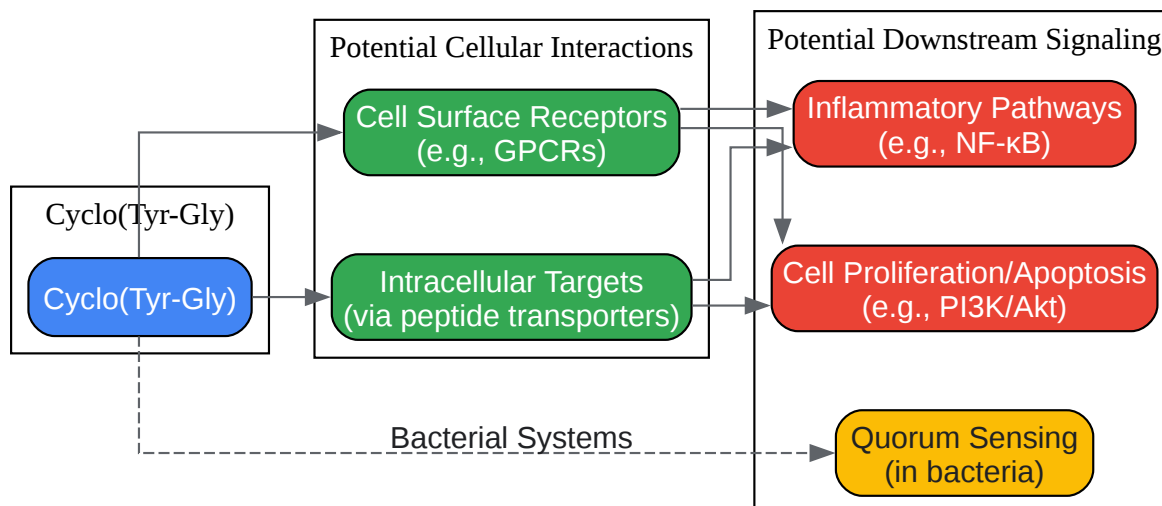 Potential Cellular Interactions
Potential Downstream Signaling
Cell Surface Receptors
(e.g., GPCRs)
Inflammatory Pathways
(e.g., NF-κB)
Cyclo(Tyr-Gly)
Cyclo(Tyr-Gly)
Intracellular Targets
(via peptide transporters)
Cell Proliferation/Apoptosis
(e.g., PI3K/Akt)
Bacterial Systems
Quorum Sensing
(in bacteria)